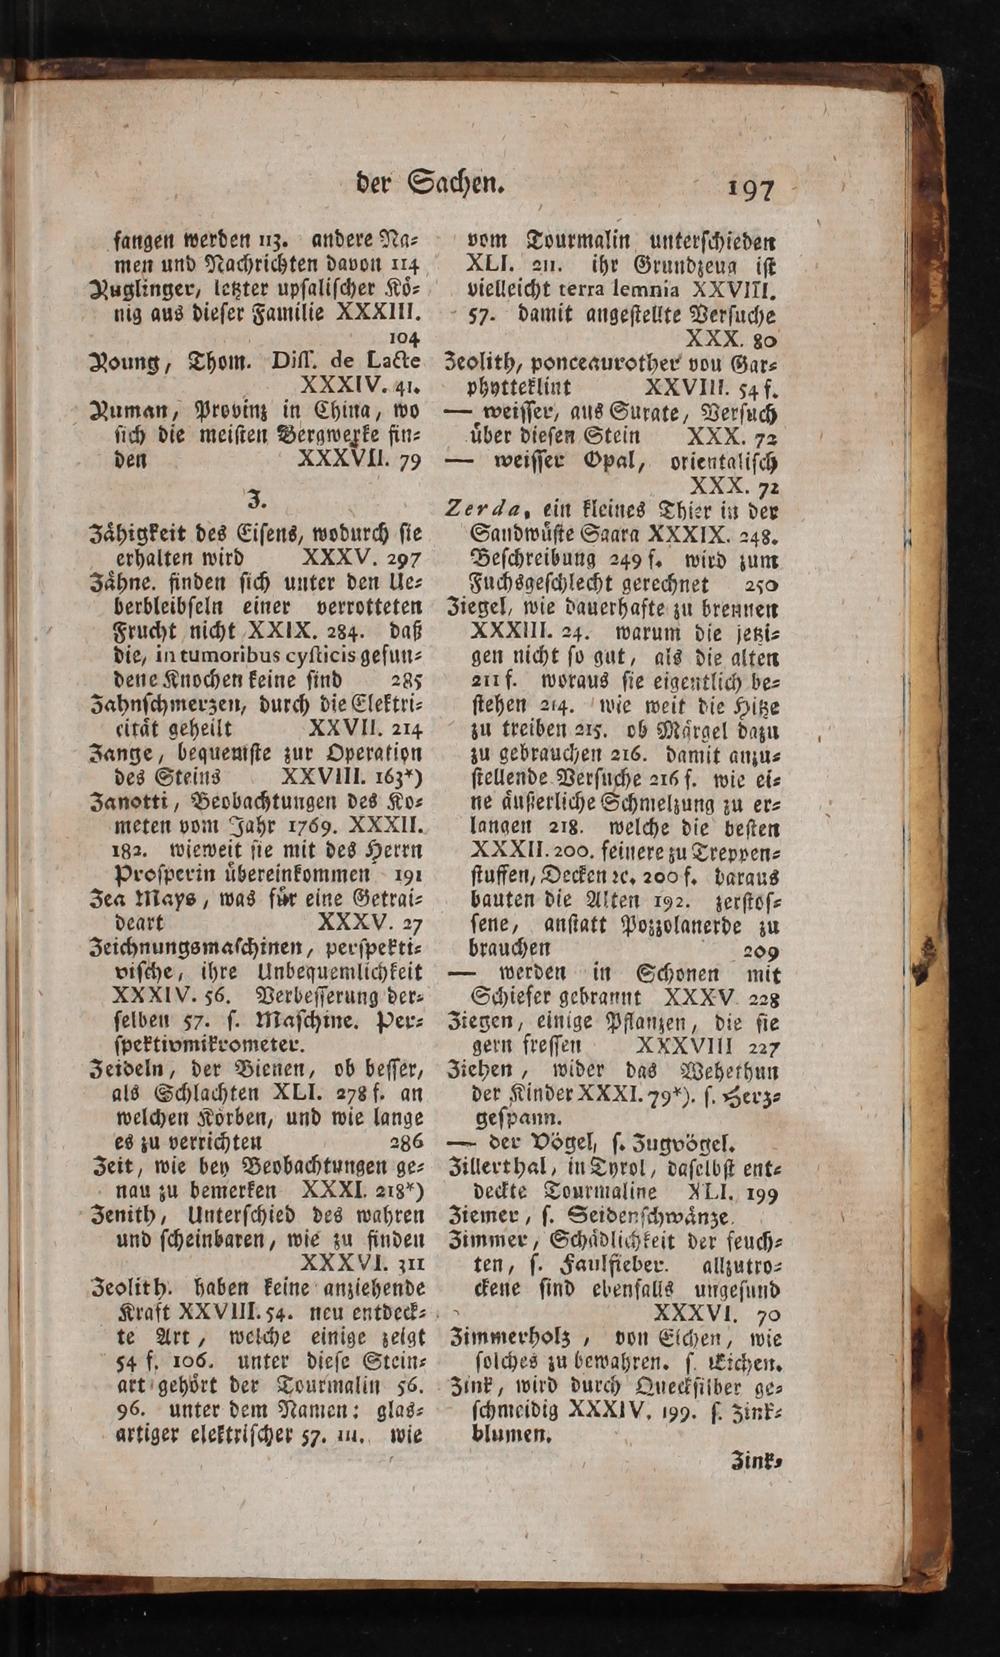 der Sachen. 197
fangen werden 113. andere Na⸗
men und Nachrichten davon 114
Yuglinger, letzter upsalischer Kö⸗
nig aus dieser Familie XXXIII.
104
Young, Thom. Diss. de Lacte
XXXIV. 41.
Yuman, Provinz in China, wo
sich die meisten Bergwerke fin⸗
den XXXVII. 79
Z.
Zähigkeit des Eisens, wodurch sie
erhalten wird XXXV. 297
Zähne. finden sich unter den Ue⸗
berbleibseln einer verrotteten
Frucht nicht XXIX. 284. daß
die, in tumoribus cysticis gefun⸗
dene Knochen keine sind 285
Zahnschmerzen, durch die Elektri⸗
cität geheilt XXVII. 214
Zange, bequemste zur Operation
des Steins XXVIII. 163*)
Zanotti, Beobachtungen des Ko⸗
meten vom Jahr 1769. XXXII.
182. wieweit sie mit des Herrn
Prosperin übereinkommen 191
Zea Mays, was für eine Getrai⸗
deart XXXV. 27
Zeichnungsmaschinen, perspekti⸗
vische, ihre Unbequemlichkeit
XXXIV. 56. Verbesserung der⸗
selben 57. s. Maschine. Per⸗
spektivmikrometer.
Zeideln, der Bienen, ob besser,
als Schlachten XLI. 278 f. an
welchen Körben, und wie lange
es zu verrichten 286
Zeit, wie bey Beobachtungen ge⸗
nau zu bemerken XXXI. 218*)
Zenith, Unterschied des wahren
und scheinbaren, wie zu finden
XXXVI. 311
Zeolith. haben keine anziehende
Kraft XXVIII. 54. neu entdeck⸗
te Art, welche einige zeigt
54 f. 106. unter diese Stein⸗
art gehört der Tourmalin 56.
96. unter dem Namen: glas⸗
artiger elektrischer 57. 111. wie
vom Tourmalin unterschieden
XLI. 211. ihr Grundzeug ist
vielleicht terra lemnia XXVIII.
57. damit angestellte Versuche
XXX. 80
Zeolith, ponceaurother von Gar⸗
phytteklint XXVIII. 54 f.
— weisser, aus Surate, Versuch
über diesen Stein XXX. 72
— weisser Opal, orientalisch
XXX. 72
Zerda, ein kleines Thier in der
Sandwüste Saara XXXIX. 248.
Beschreibung 249 f. wird zum
Fuchsgeschlecht gerechnet 250
Ziegel, wie dauerhafte zu brennen
XXXIII. 24. warum die jetzi⸗
gen nicht so gut, als die alten
211 f. woraus sie eigentlich be⸗
stehen 214. wie weit die Hitze
zu treiben 215. ob Märgel dazu
zu gebrauchen 216. damit anzu⸗
stellende Versuche 216 f. wie ei⸗
ne äußerliche Schmelzung zu er⸗
langen 218. welche die besten
XXXII. 200. feinere zu Treppen⸗
stuffen, Decken ꝛc. 200 f. daraus
bauten die Alten 192. zerstos⸗
sene, anstatt Pozzolanerde zu
brauchen 209
— werden in Schonen mit
Schiefer gebrannt XXXV 228
Ziegen, einige Pflanzen, die sie
gern fressen XXXVIII 227
Ziehen, wider das Wehethun
der Kinder XXXI. 79*). s. Herz⸗
gespann.
— der Vögel, s. Zugvögel.
Zillerthal, in Tyrol, daselbst ent⸗
deckte Tourmaline XLI. 199
Ziemer, s. Seidenschwänze.
Zimmer, Schädlichkeit der feuch⸗
ten, s. Faulfieber. allzutro⸗
ckene sind ebenfalls ungesund
XXXVI. 70
Zimmerholz, von Eichen, wie
solches zu bewahren. s. Eichen.
Zink, wird durch Quecksilber ge⸗
schmeidig XXXIV. 199. s. Zink⸗
blumen.
Zink⸗